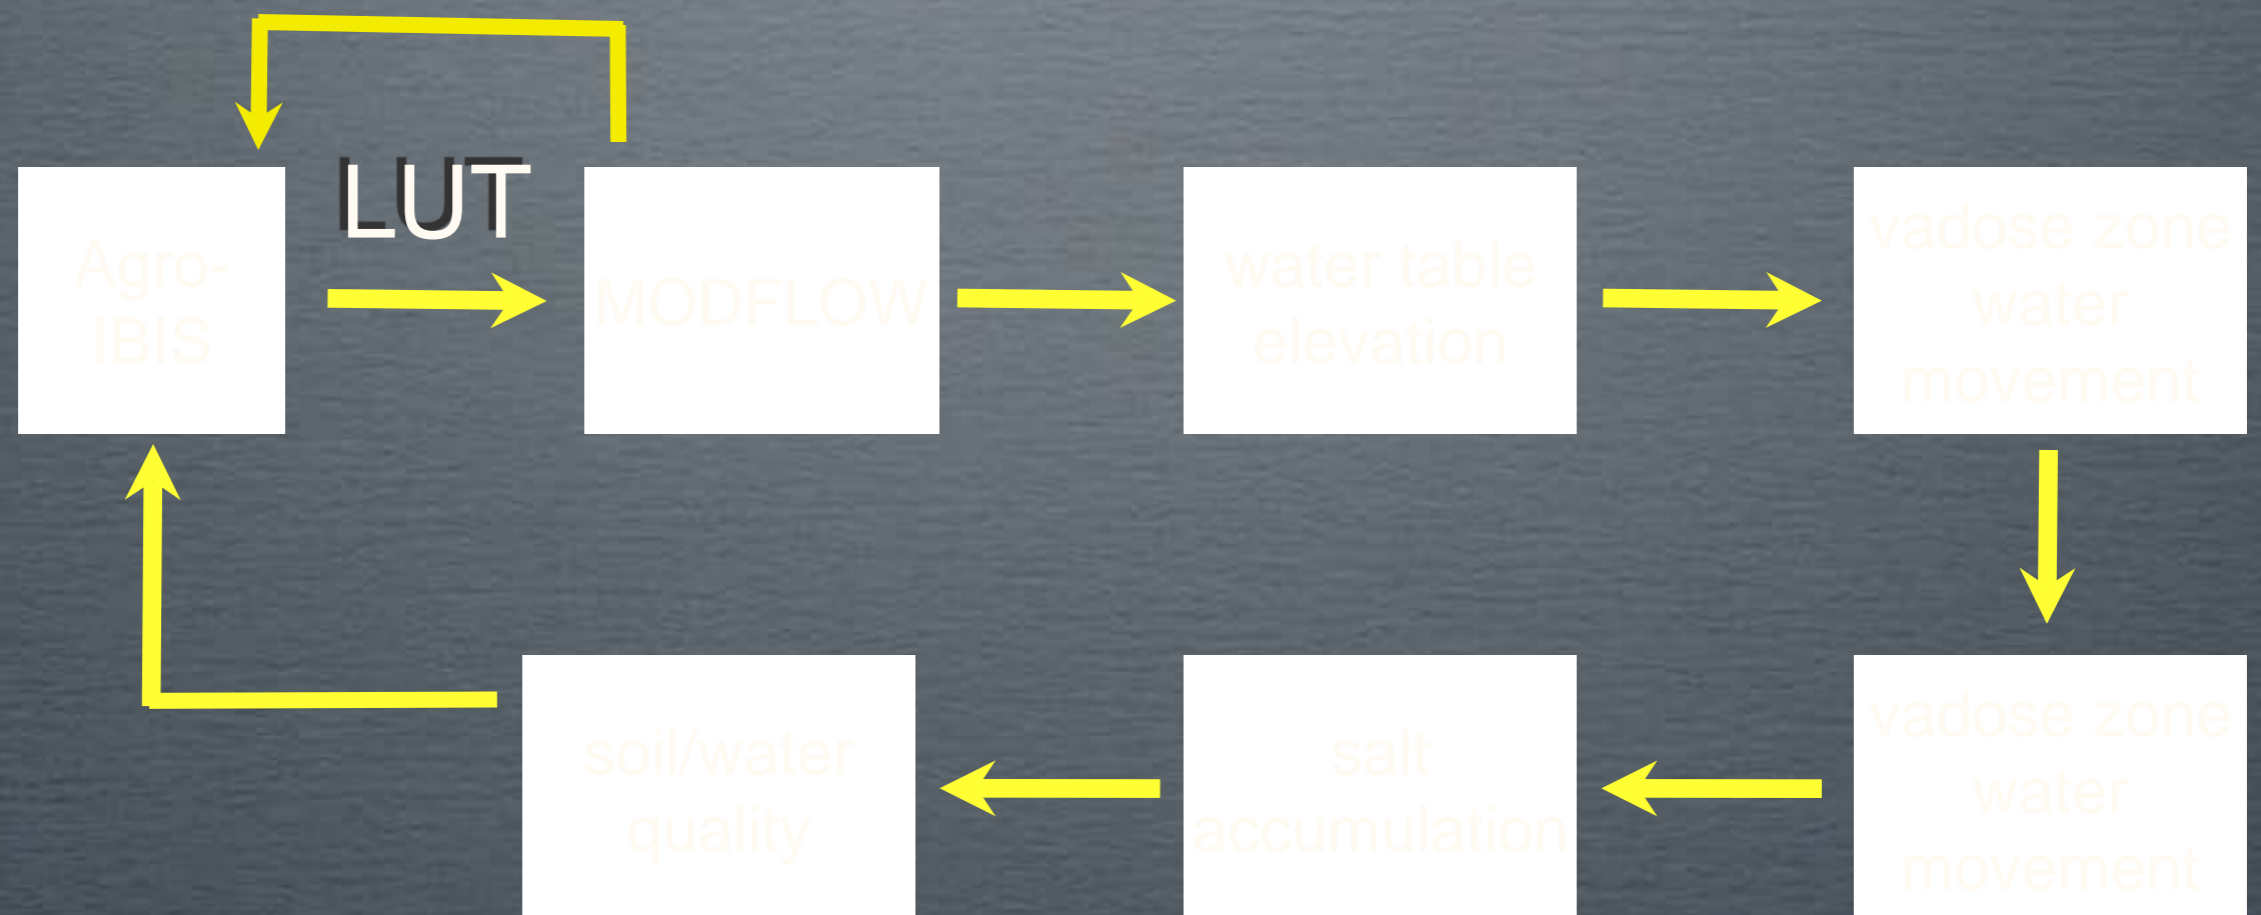 LUT
Agro-
IBIS
MODFLOW
water table
elevation
vadose zone
water
movement
soil/water
quality
salt
accumulation
vadose zone
water
movement